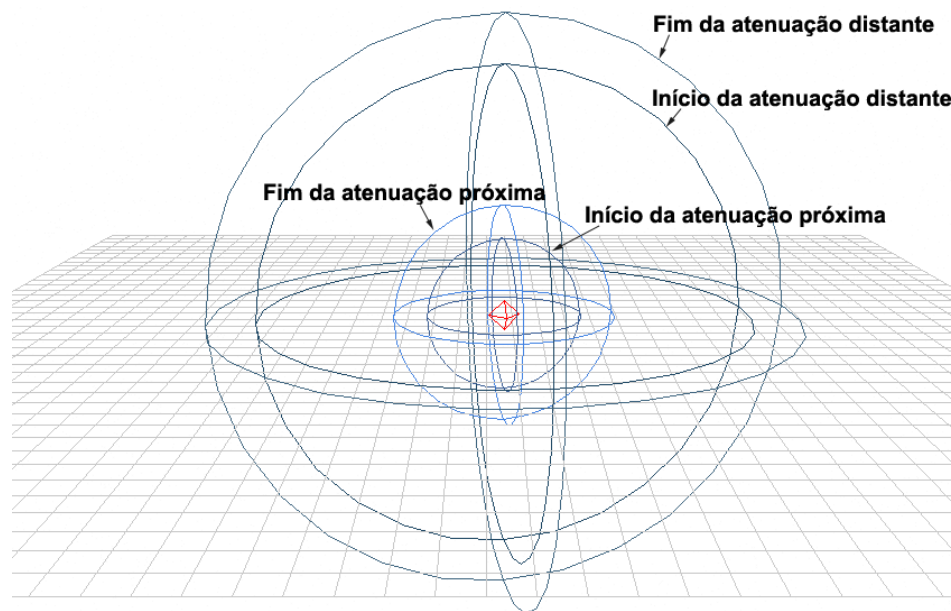 Fim da atenuação distante
Início da atenuação distante
Fim da atenuação próxima
Início da atenuação próxima